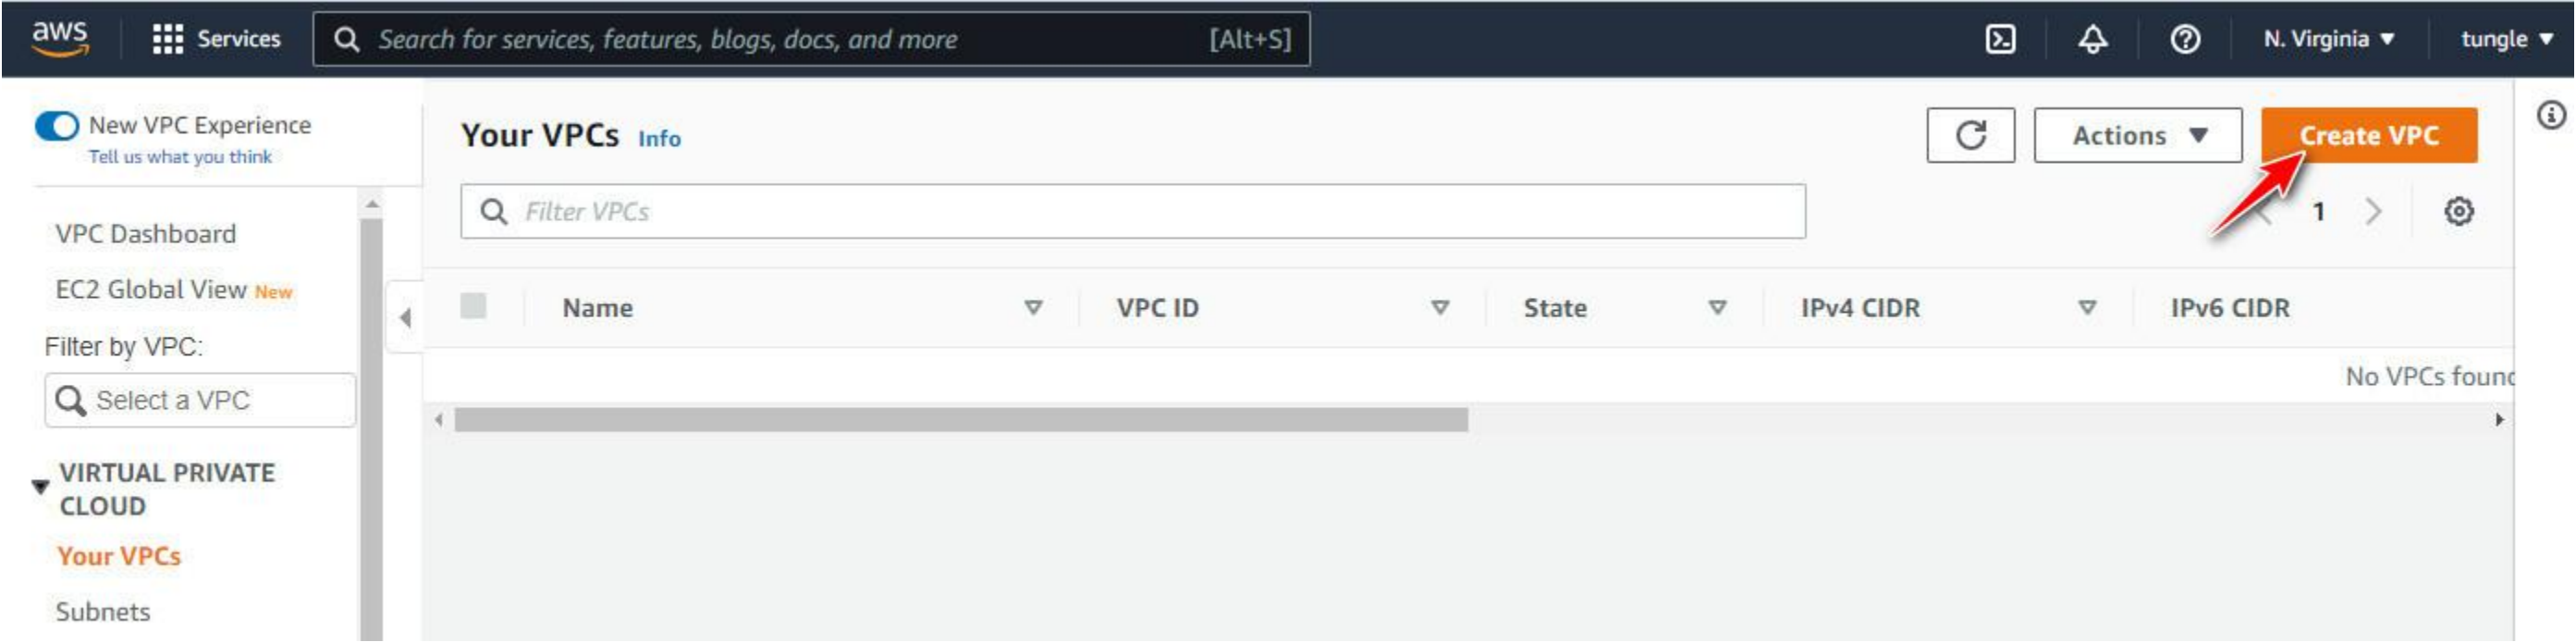 aws
Services
Search for services, features, blogs, docs, and more [Alt+S]
N. Virginia
tungle
New VPC Experience
Tell us what you think
VPC Dashboard
EC2 Global View New
Filter by VPC:
Select a VPC
VIRTUAL PRIVATE
CLOUD
Your VPCs
Subnets
Your VPCs Info
Actions
Create VPC
Filter VPCs
1
Name VPC ID State IPv4 CIDR IPv6 CIDR
No VPCs found